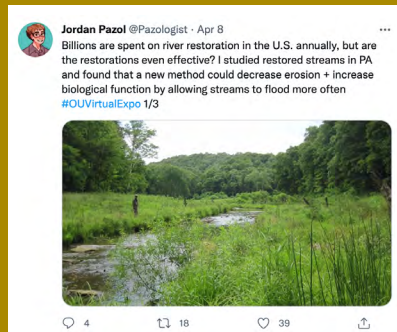 Jordan Pazol @Pazologist · Apr 8
Billions are spent on river restoration in the U.S. annually, but are
the restorations even effective? I studied restored streams in PA
and found that a new method could decrease erosion + increase
biological function by allowing streams to flood more often
#OUVirtualExpo 1/3
4 18 39